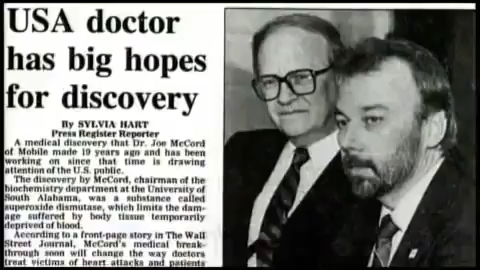 USA doctor
has big hopes
for discovery
By SYLVIA HART
Press Register Reporter
A medical discovery that Dr. Joe McCord
of Mobile made 19 years ago and has been
working on since that time is drawing
attention of the U.S. public.
The discovery by McCord, chairman of the
biochemistry department at the University of
South Alabama, was a substance called
superoxide dismutase, which limits the dam-
age suffered by body tissue temporarily
deprived of blood.
According to a front-page story in The Wall
Street Journal, McCord's medical break-
through soon will change the way doctors
treat victims of heart attacks and patients